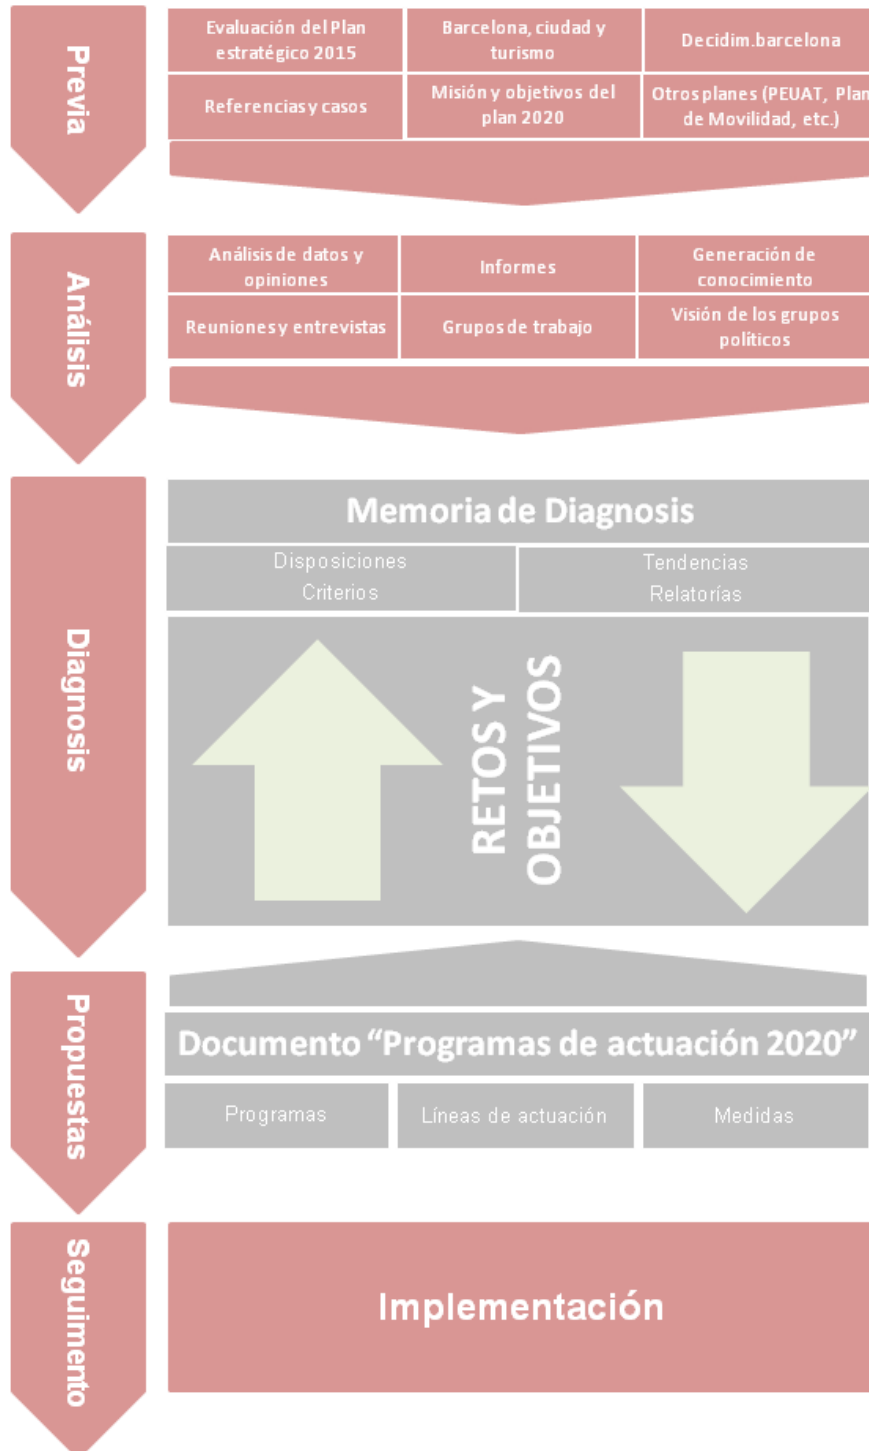 Previa
Evaluación del Plan
estratégico 2015
Barcelona, ciudad y
turismo
Decidim.barcelona
Referencias y casos
Misión y objetivos del
plan 2020
Otros planes (PEUAT, Plan
de Movilidad, etc.)
Análisis
Análisis de datos y
opiniones
Informes
Generación de
conocimiento
Reuniones y entrevistas
Grupos de trabajo
Visión de los grupos
políticos
Diagnosis
Memoria de Diagnosis
Disposiciones
Criterios
Tendencias
Relatorías
RETOS Y
OBJETIVOS
Propuestas
Documento “Programas de actuación 2020”
Programas
Líneas de actuación
Medidas
Seguimento
Implementación